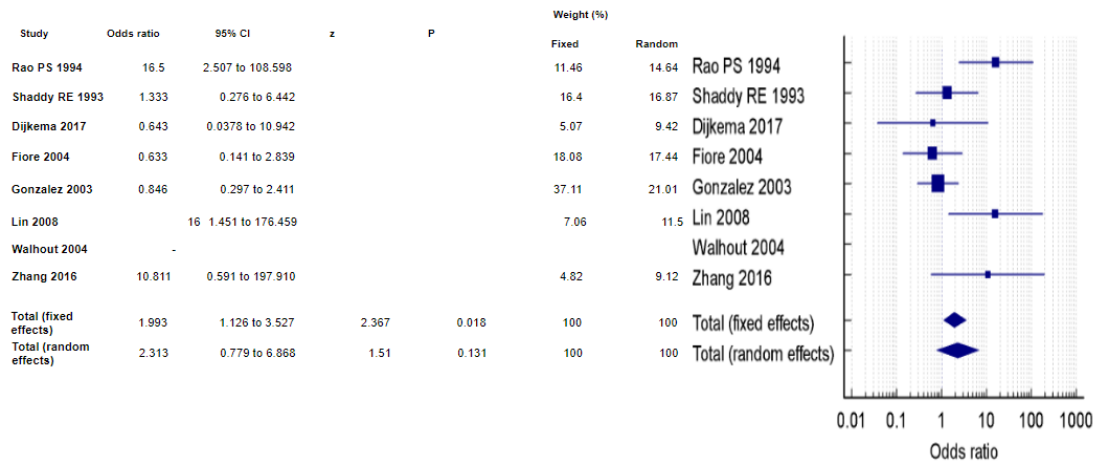 Weight (%)
Study Odds ratio 95% CI z P
Fixed Random
Rao PS 1994 16.5 2.507 to 108.598 11.46 14.64 Rao PS 1994
Shaddy RE 1993 1.333 0.276 to 6.442 16.4 16.87 Shaddy RE 1993
Dijkema 2017 0.643 0.0378 to 10.942 5.07 9.42 Dijkema 2017
Fiore 2004 0.633 0.141 to 2.839 18.08 17.44 Fiore 2004
Gonzalez 2003 0.846 0.297 to 2.411 37.11 21.01 Gonzalez 2003
Lin 2008 16 1.451 to 176.459 7.06 11.5 Lin 2008
Walhout 2004 - Walhout 2004
Zhang 2016 10.811 0.591 to 197.910 4.82 9.12 Zhang 2016
Total (fixed
effects) 1.993 1.126 to 3.527 2.367 0.018 100 100 Total (fixed effects)
Total (random
effects) 2.313 0.779 to 6.868 1.51 0.131 100 100 Total (random effects)
0.01 0.1 1 10 100 1000
Odds ratio